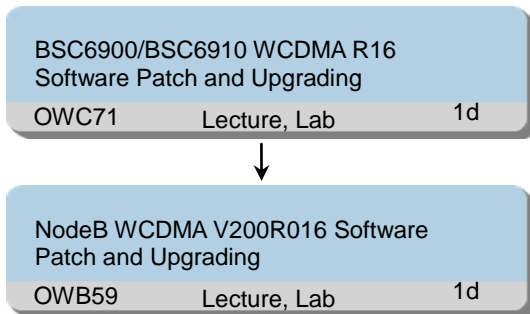 BSC6900/BSC6910 WCDMA R16
Software Patch and Upgrading
OWC71 Lecture, Lab 1d
NodeB WCDMA V200R016 Software
Patch and Upgrading
OWB59 Lecture, Lab 1d